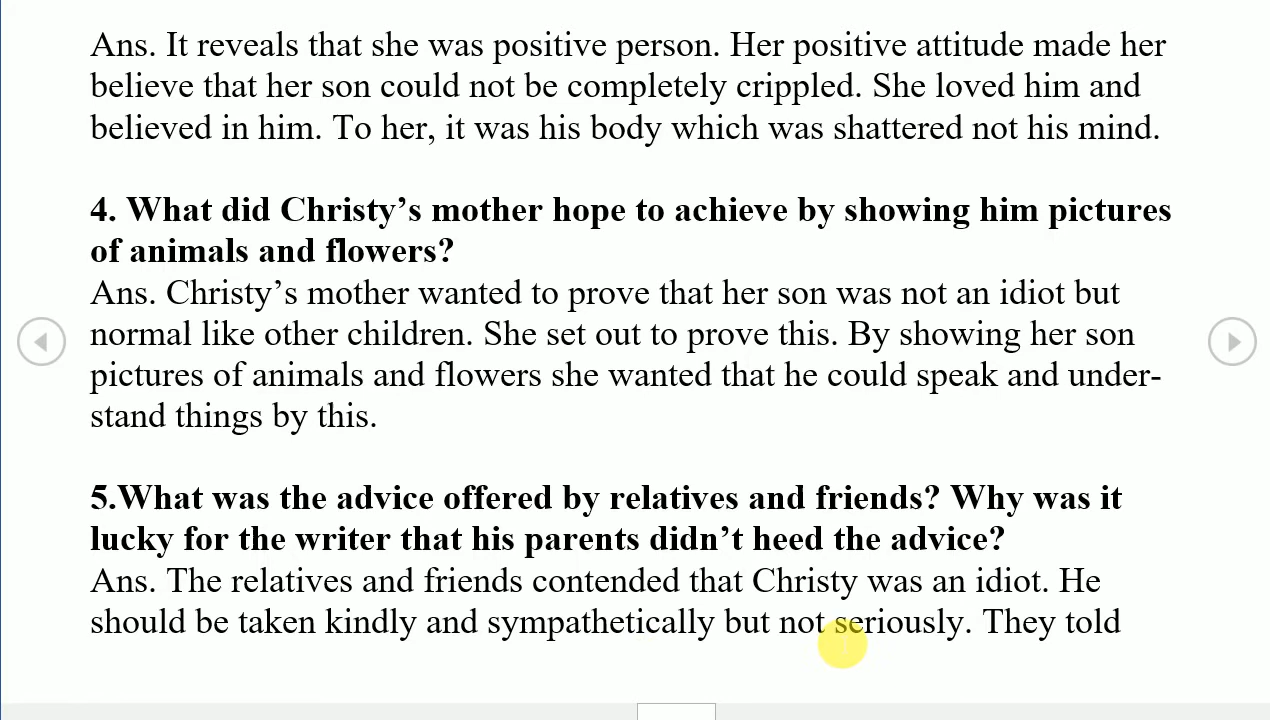 Ans. It reveals that she was positive person. Her positive attitude made her
believe that her son could not be completely crippled. She loved him and
believed in him. To her, it was his body which was shattered not his mind.
4. What did Christy’s mother hope to achieve by showing him pictures
of animals and flowers?
Ans. Christy’s mother wanted to prove that her son was not an idiot but
normal like other children. She set out to prove this. By showing her son
pictures of animals and flowers she wanted that he could speak and under-
stand things by this.
5.What was the advice offered by relatives and friends? Why was it
lucky for the writer that his parents didn’t heed the advice?
Ans. The relatives and friends contended that Christy was an idiot. He
should be taken kindly and sympathetically but not seriously. They told